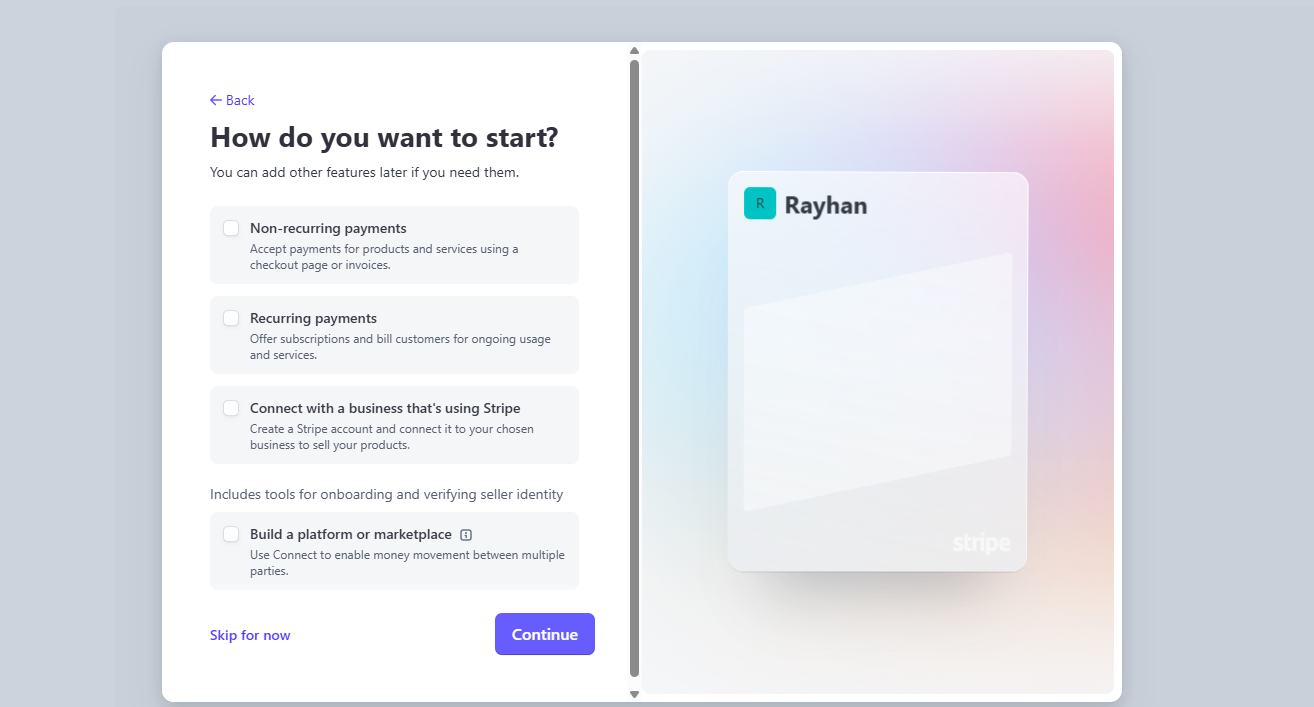 Back
How do you want to start?
You can add other features later if you need them.
Non-recurring payments
Accept payments for products and services using a
checkout page or invoices.
Recurring payments
Offer subscriptions and bill customers for ongoing usage
and services.
Connect with a business that's using Stripe
Create a Stripe account and connect it to your chosen
business to sell your products.
Includes tools for onboarding and verifying seller identity
Build a platform or marketplace
Use Connect to enable money movement between multiple
parties.
Skip for now
Continue
R
Rayhan
stripe